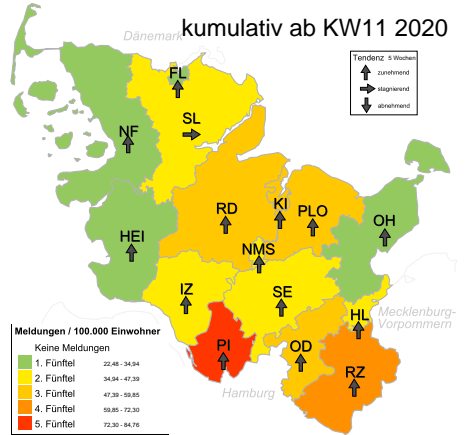 kumulativ ab KW11 2020
Dänemark
Tendenz 5 Wochen
zunehmend
stagnierend
abnehmend
FL
SL
NF
RD
KI
PLO
OH
HEI
NMS
IZ
SE
HL
Mecklenburg-
Vorpommern
PI
OD
RZ
Hamburg
Meldungen / 100.000 Einwohner
Keine Meldungen
1. Fünftel 22,48 - 34,94
2. Fünftel 34,94 - 47,39
3. Fünftel 47,39 - 59,85
4. Fünftel 59,85 - 72,30
5. Fünftel 72,30 - 84,76